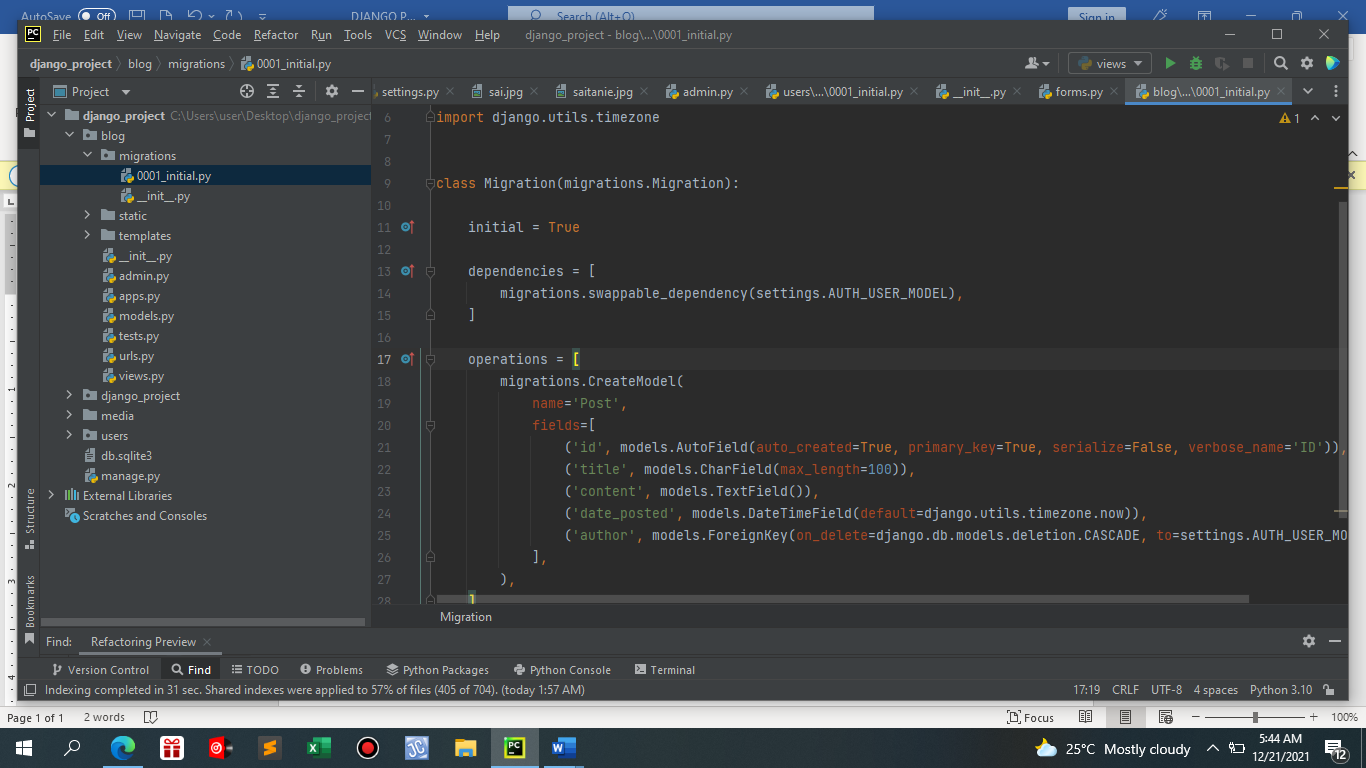 AutoSave Off DJANGO P... Search (Alt+Q) Sign in
PC File Edit View Navigate Code Refactor Run Tools VCS Window Help django_project - blog\...\0001_initial.py
django_project blog migrations 0001_initial.py views
Project settings.py sai.jpg saitanie.jpg admin.py users\...\0001_initial.py __init__.py forms.py blog\...\0001_initial.py
Project
django_project C:\Users\user\Desktop\django_project
blog
migrations
0001_initial.py
__init__.py
static
templates
__init__.py
admin.py
apps.py
models.py
tests.py
urls.py
views.py
django_project
media
users
db.sqlite3
manage.py
External Libraries
Scratches and Consoles
Structure
Bookmarks
6 import django.utils.timezone 1
7
8
9 class Migration(migrations.Migration):
10
11 initial = True
12
13 dependencies = [
14 migrations.swappable_dependency(settings.AUTH_USER_MODEL),
15 ]
16
17 operations = [
18 migrations.CreateModel(
19 name='Post',
20 fields=[
21 ('id', models.AutoField(auto_created=True, primary_key=True, serialize=False, verbose_name='ID')),
22 ('title', models.CharField(max_length=100)),
23 ('content', models.TextField()),
24 ('date_posted', models.DateTimeField(default=django.utils.timezone.now)),
25 ('author', models.ForeignKey(on_delete=django.db.models.deletion.CASCADE, to=settings.AUTH_USER_MO
26 ],
27 ),
28 ]
Migration
Find: Refactoring Preview
Version Control Find TODO Problems Python Packages Python Console Terminal
Indexing completed in 31 sec. Shared indexes were applied to 57% of files (405 of 704). (today 1:57 AM) 17:19 CRLF UTF-8 4 spaces Python 3.10
Page 1 of 1 2 words Focus 100%
25°C Mostly cloudy 5:44 AM
12/21/2021
12